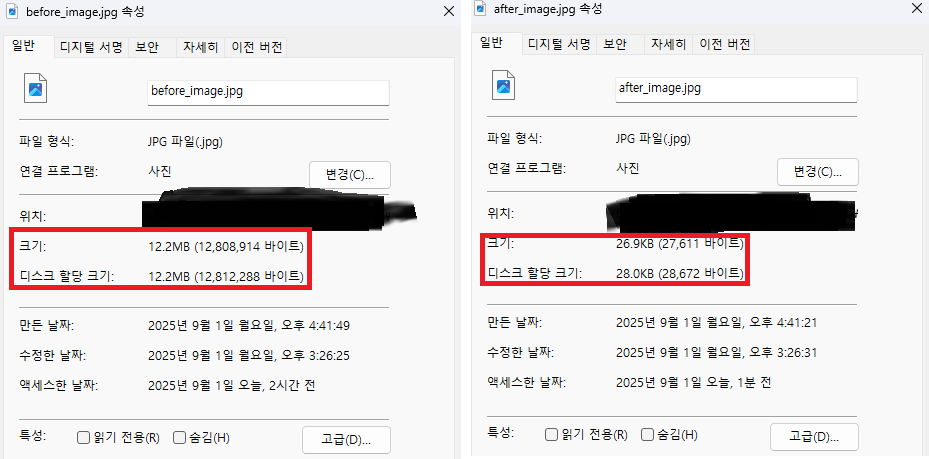 before_image.jpg 속성
일반 디지털 서명 보안 자세히 이전 버전
before_image.jpg
파일 형식: JPG 파일(.jpg)
연결 프로그램: 사진 변경(C)...
위치:
크기: 12.2MB (12,808,914 바이트)
디스크 할당 크기: 12.2MB (12,812,288 바이트)
만든 날짜: 2025년 9월 1일 월요일, 오후 4:41:49
수정한 날짜: 2025년 9월 1일 월요일, 오후 3:26:25
액세스한 날짜: 2025년 9월 1일 오늘, 2시간 전
특성: 읽기 전용(R) 숨김(H) 고급(D)...
after_image.jpg 속성
일반 디지털 서명 보안 자세히 이전 버전
after_image.jpg
파일 형식: JPG 파일(.jpg)
연결 프로그램: 사진 변경(C)...
위치:
크기: 26.9KB (27,611 바이트)
디스크 할당 크기: 28.0KB (28,672 바이트)
만든 날짜: 2025년 9월 1일 월요일, 오후 4:41:21
수정한 날짜: 2025년 9월 1일 월요일, 오후 3:26:31
액세스한 날짜: 2025년 9월 1일 오늘, 1분 전
특성: 읽기 전용(R) 숨김(H) 고급(D)...